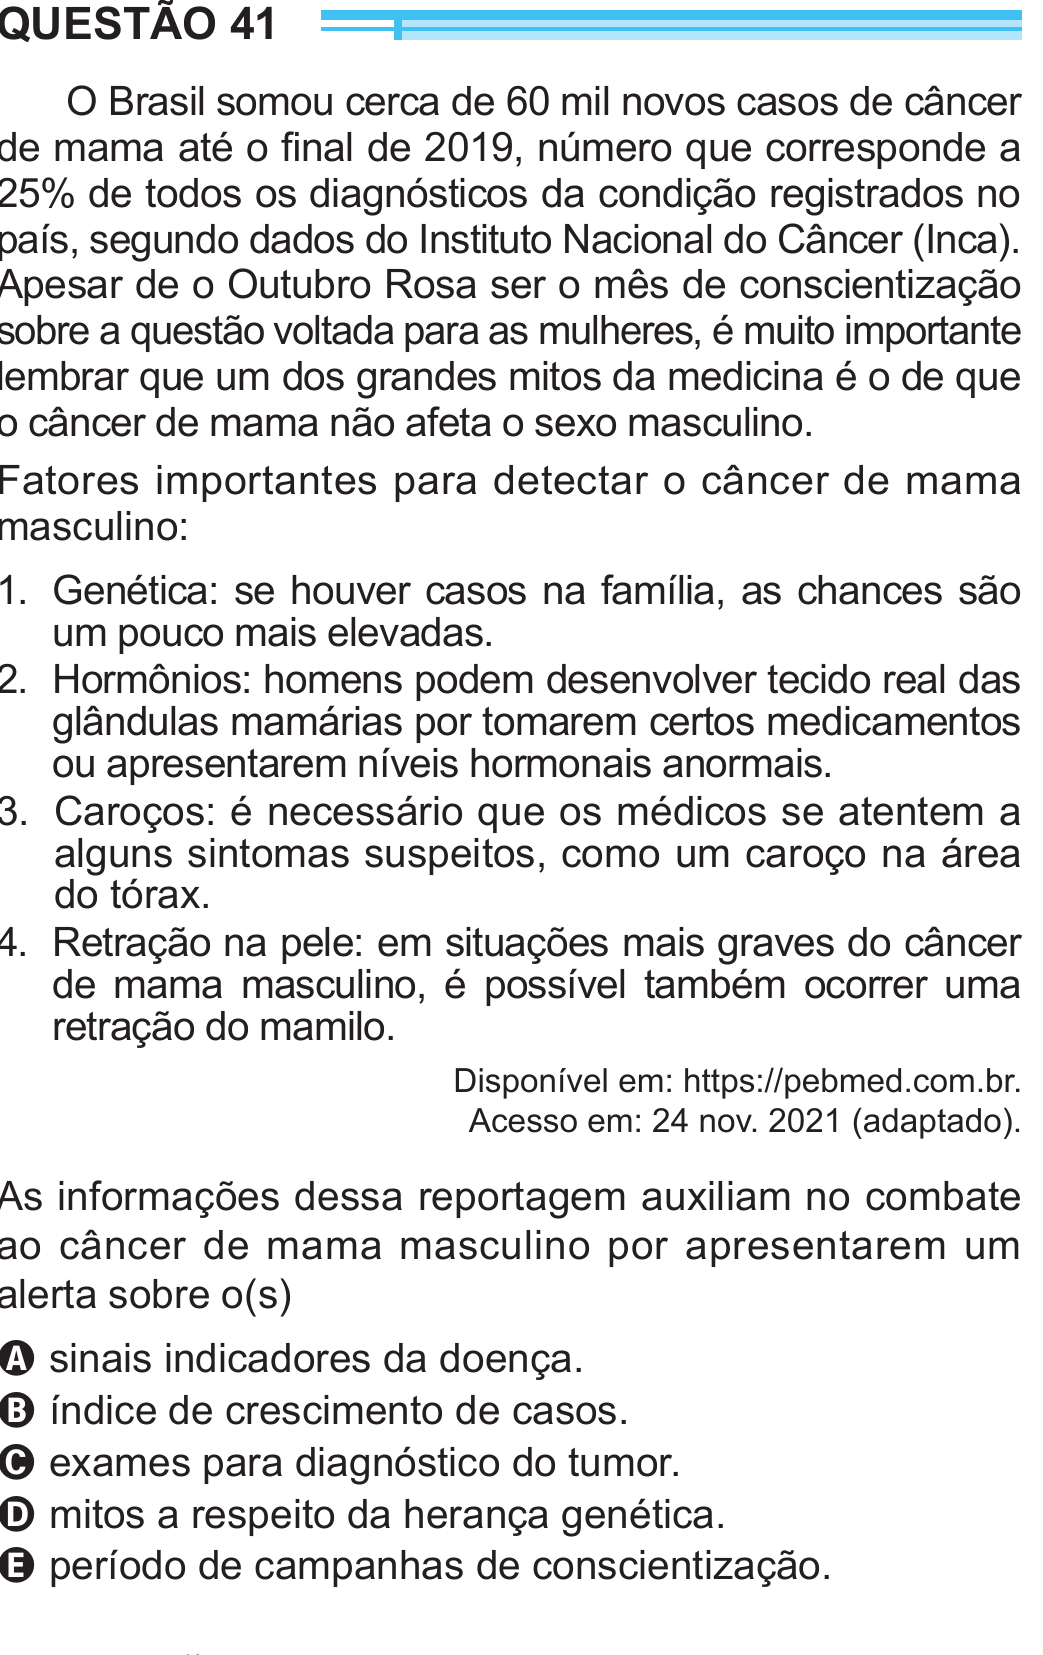 QUESTÃO 41
O Brasil somou cerca de 60 mil novos casos de câncer
de mama até o final de 2019, número que corresponde a
25% de todos os diagnósticos da condição registrados no
país, segundo dados do Instituto Nacional do Câncer (Inca).
Apesar de o Outubro Rosa ser o mês de conscientização
sobre a questão voltada para as mulheres, é muito importante
lembrar que um dos grandes mitos da medicina é o de que
o câncer de mama não afeta o sexo masculino.
Fatores importantes para detectar o câncer de mama
masculino:
1. Genética: se houver casos na família, as chances são
um pouco mais elevadas.
2. Hormônios: homens podem desenvolver tecido real das
glândulas mamárias por tomarem certos medicamentos
ou apresentarem níveis hormonais anormais.
3. Caroços: é necessário que os médicos se atentem a
alguns sintomas suspeitos, como um caroço na área
do tórax.
4. Retração na pele: em situações mais graves do câncer
de mama masculino, é possível também ocorrer uma
retração do mamilo.
Disponível em: https://pebmed.com.br.
Acesso em: 24 nov. 2021 (adaptado).
As informações dessa reportagem auxiliam no combate
ao câncer de mama masculino por apresentarem um
alerta sobre o(s)
A sinais indicadores da doença.
B índice de crescimento de casos.
C exames para diagnóstico do tumor.
D mitos a respeito da herança genética.
E período de campanhas de conscientização.